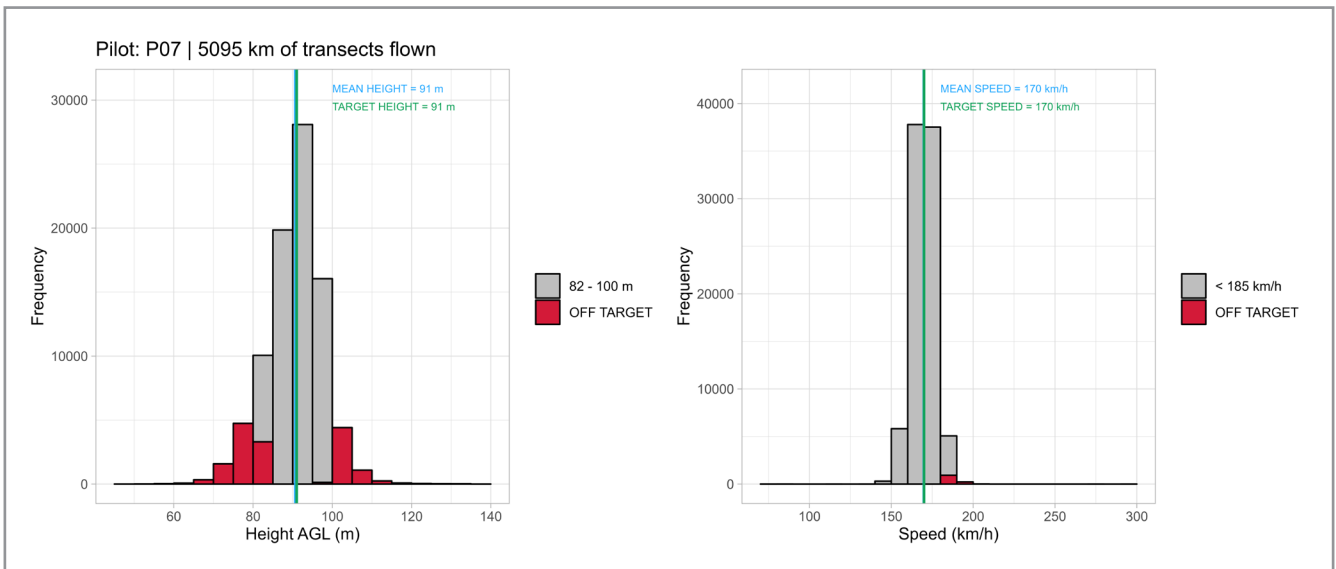 Pilot: P07 | 5095 km of transects flown
MEAN HEIGHT = 91 m
TARGET HEIGHT = 91 m
30000
20000
10000
0
Frequency
60 80 100 120 140
Height AGL (m)
82 - 100 m
OFF TARGET
MEAN SPEED = 170 km/h
TARGET SPEED = 170 km/h
40000
30000
20000
10000
0
Frequency
100 150 200 250 300
Speed (km/h)
< 185 km/h
OFF TARGET